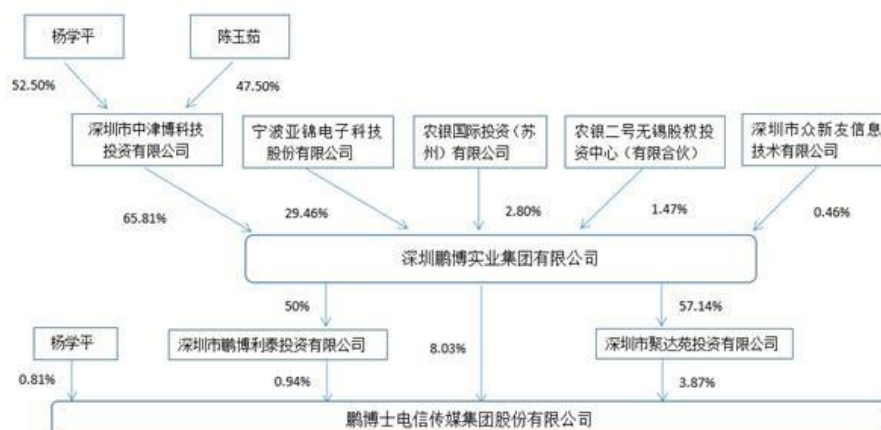 杨学平
陈玉茹
52.50%
47.50%
深圳市中津博科技
投资有限公司
宁波亚锦电子科技
股份有限公司
农银国际投资（苏
州）有限公司
农银二号无锡股权投
资中心（有限合伙）
深圳市众新友信息
技术有限公司
65.81%
29.46%
2.80%
1.47%
0.46%
深圳鹏博实业集团有限公司
50%
57.14%
杨学平
深圳市鹏博利泰投资有限公司
8.03%
深圳市聚达苑投资有限公司
0.81%
0.94%
3.87%
鹏博士电信传媒集团股份有限公司